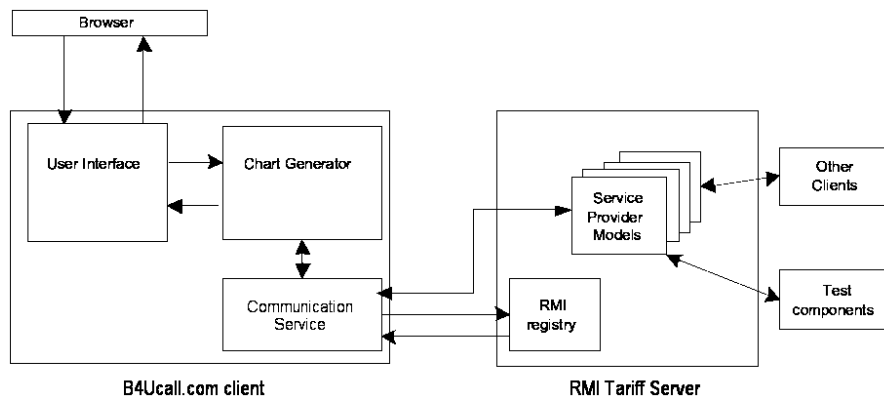 Browser
User Interface
Chart Generator
Communication
Service
Service
Provider
Models
RMI
registry
Other
Clients
Test
components
B4Ucall.com client
RMI Tariff Server